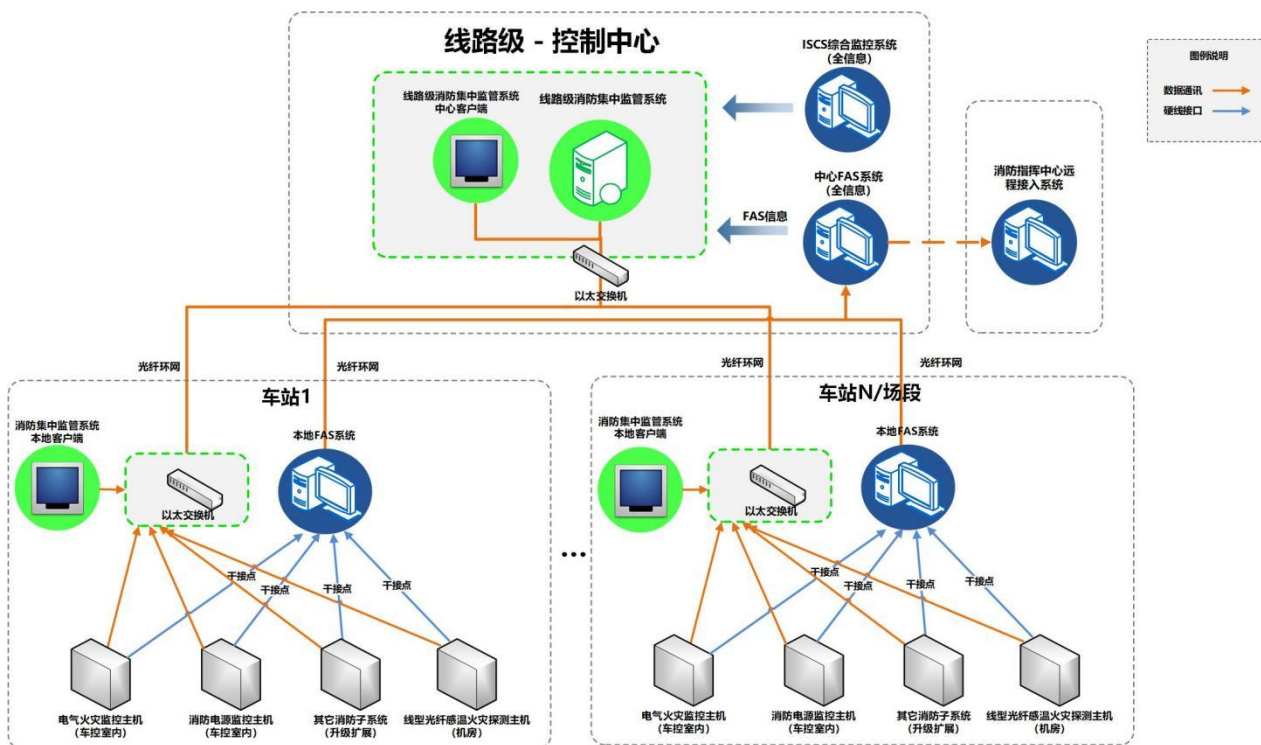 线路级 - 控制中心
ISCS综合监控系统
(全信息)
图例说明
数据通讯
硬线接口
线路级消防集中监管系统
中心客户端
线路级消防集中监管系统
中心FAS系统
(全信息)
消防指挥中心远
程接入系统
FAS信息
以太交换机
光纤环网
光纤环网
光纤环网
光纤环网
车站1
消防集中监管系统
本地客户端
本地FAS系统
以太交换机
干接点
干接点
干接点
干接点
电气火灾监控主机
(车控室内)
消防电源监控主机
(车控室内)
其它消防子系统
(升级扩展)
线型光纤感温火灾探测主机
(机房)
...
车站N/场段
消防集中监管系统
本地客户端
本地FAS系统
以太交换机
干接点
干接点
干接点
干接点
电气火灾监控主机
(车控室内)
消防电源监控主机
(车控室内)
其它消防子系统
(升级扩展)
线型光纤感温火灾探测主机
(机房)